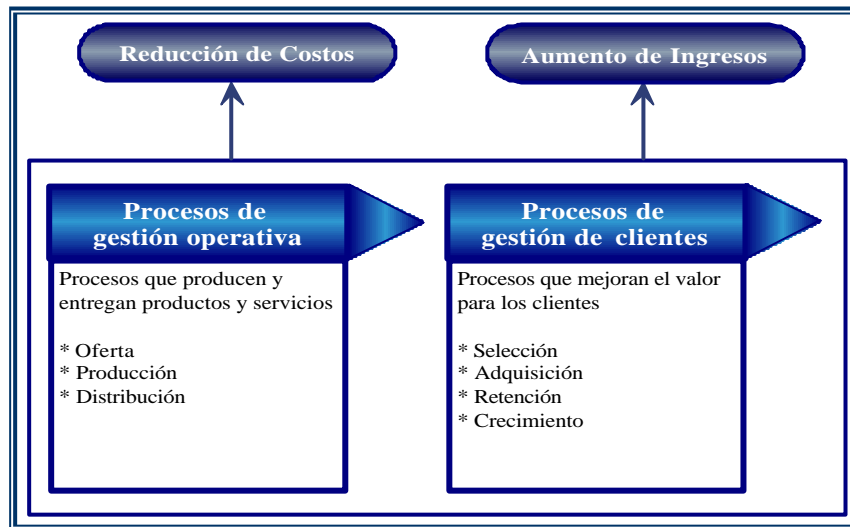 Reducción de Costos
Aumento de Ingresos
Procesos de
gestión operativa
Procesos que producen y
entregan productos y servicios
* Oferta
* Producción
* Distribución
Procesos de
gestión de clientes
Procesos que mejoran el valor
para los clientes
* Selección
* Adquisición
* Retención
* Crecimiento